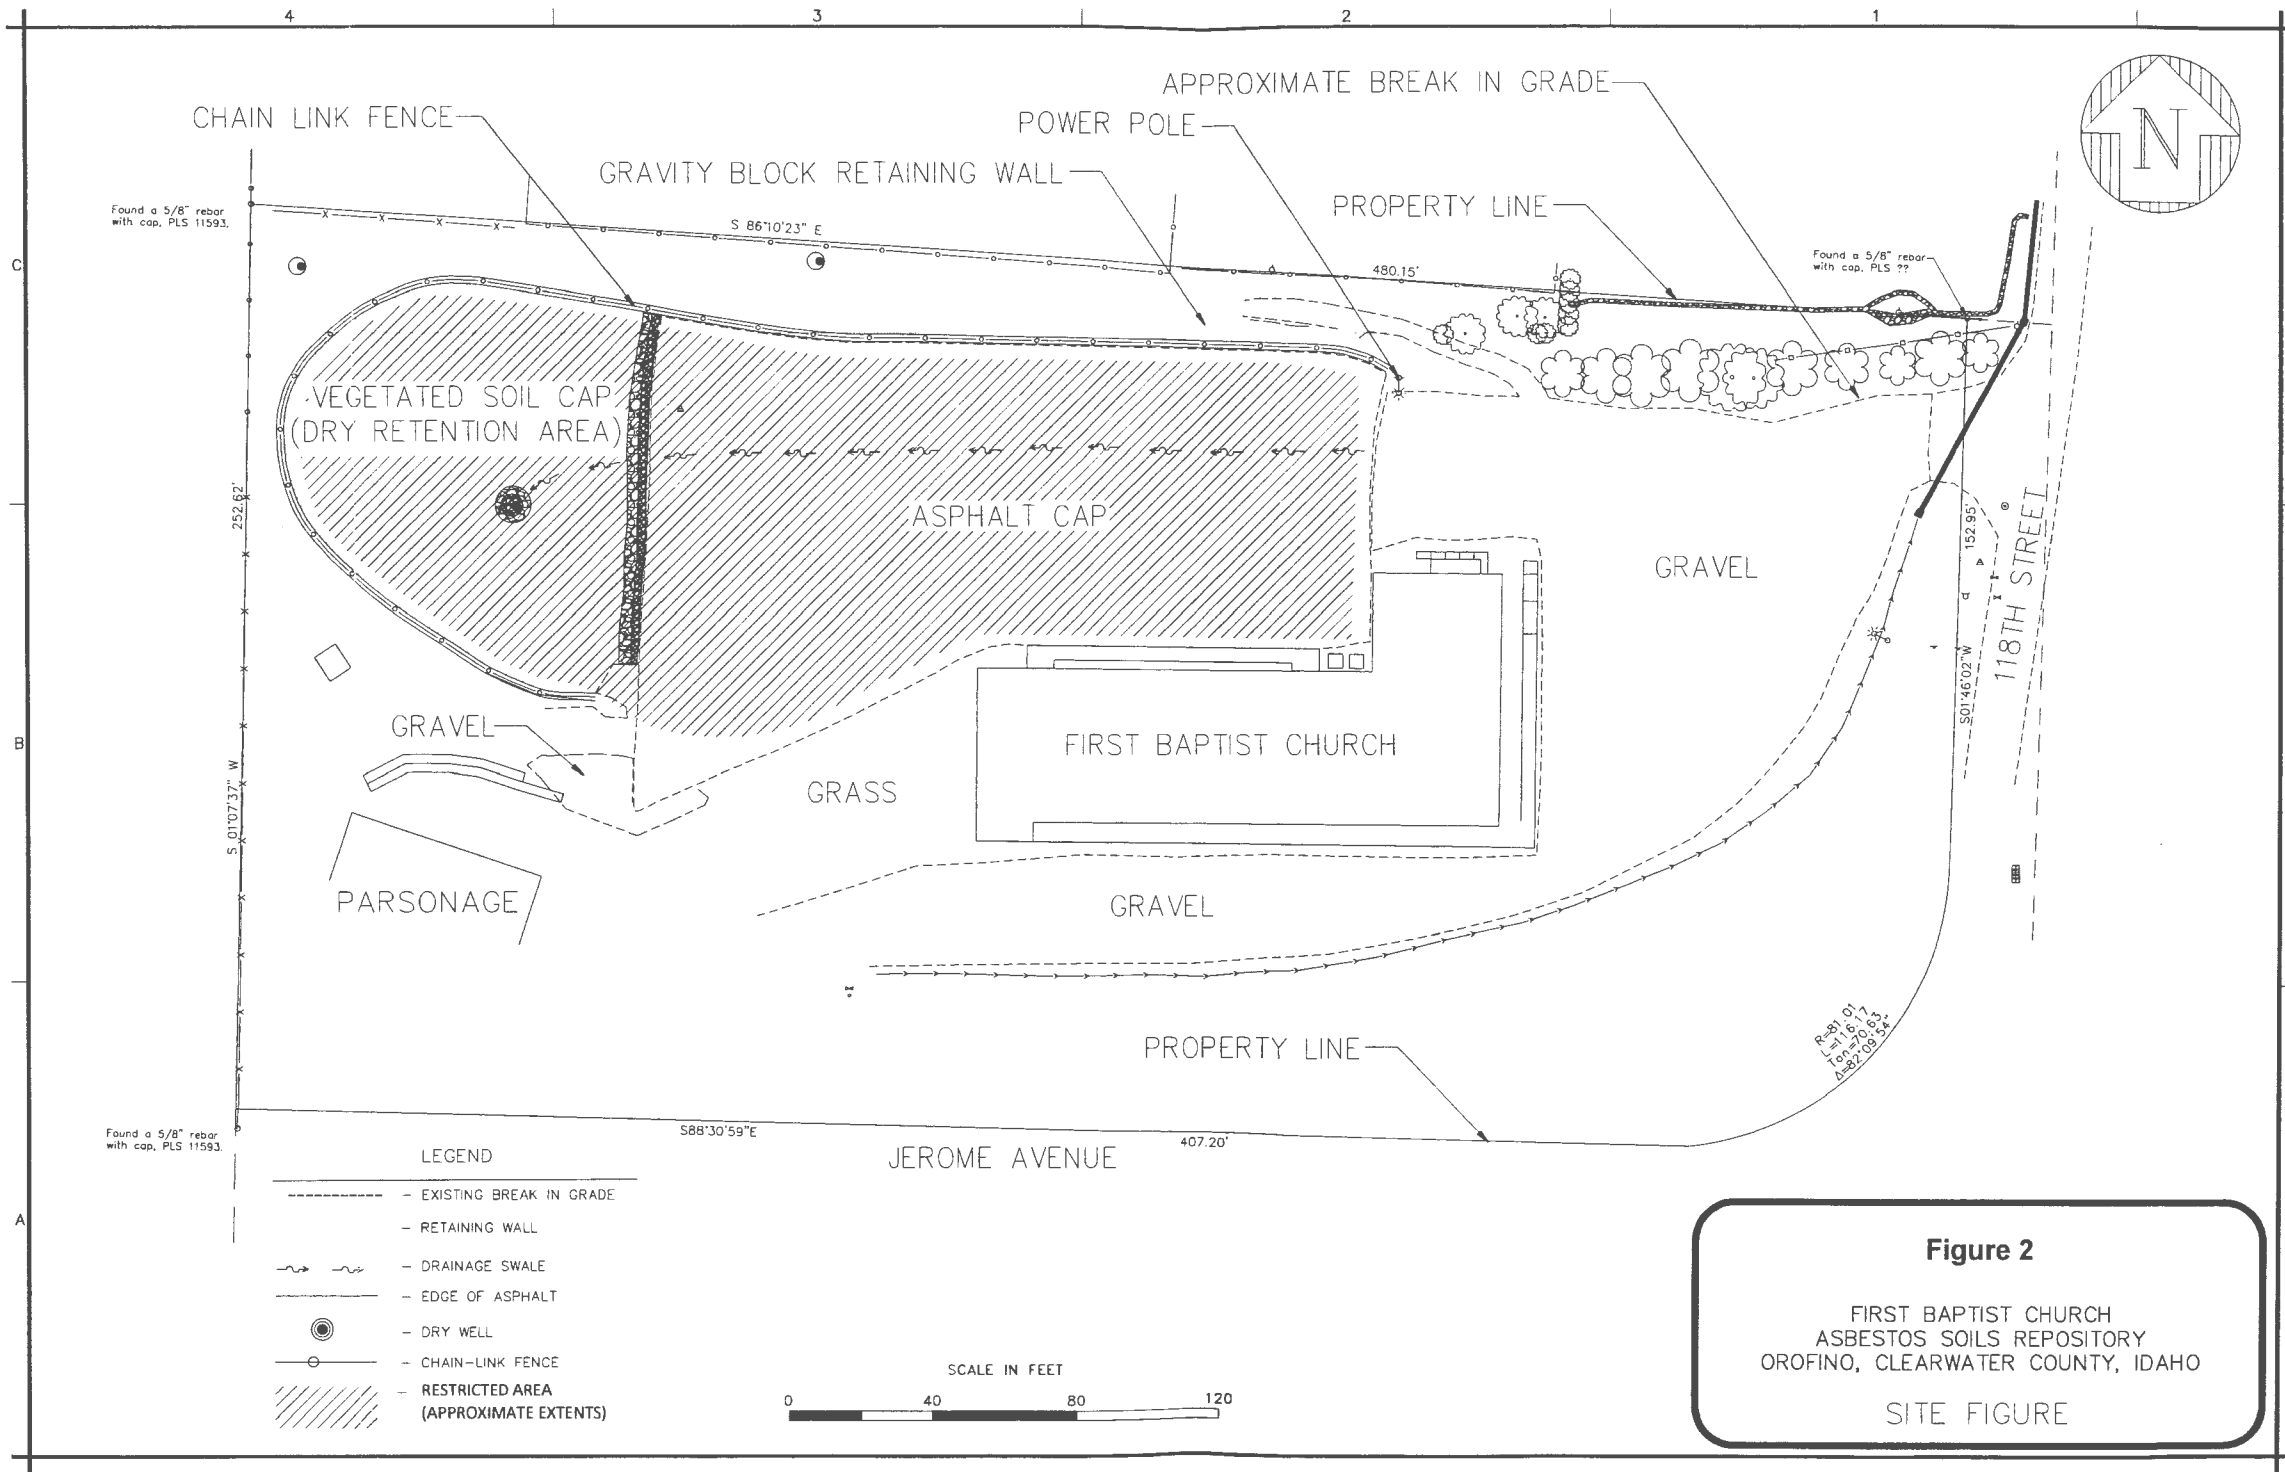 4 3 2 1
APPROXIMATE BREAK IN GRADE
CHAIN LINK FENCE
POWER POLE
GRAVITY BLOCK RETAINING WALL
PROPERTY LINE
N
Found a 5/8" rebar
with cap, PLS 11593.
S 86°10'23" E
480.15'
Found a 5/8" rebar
with cap, PLS ??
C
VEGETATED SOIL CAP
(DRY RETENTION AREA)
ASPHALT CAP
252.62'
S 01°07'37" W
GRAVEL
152.95'
S01°46'02"W
118TH STREET
B
GRAVEL
FIRST BAPTIST CHURCH
GRASS
PARSONAGE
GRAVEL
PROPERTY LINE
R=81.01
L=116.17
Tan=70.63
Δ=82°09'54"
Found a 5/8" rebar
with cap, PLS 11593.
S88°30'59"E
407.20'
JEROME AVENUE
A
LEGEND
- EXISTING BREAK IN GRADE
- RETAINING WALL
- DRAINAGE SWALE
- EDGE OF ASPHALT
- DRY WELL
- CHAIN-LINK FENCE
- RESTRICTED AREA
(APPROXIMATE EXTENTS)
SCALE IN FEET
0 40 80 120
Figure 2
FIRST BAPTIST CHURCH
ASBESTOS SOILS REPOSITORY
OROFINO, CLEARWATER COUNTY, IDAHO
SITE FIGURE